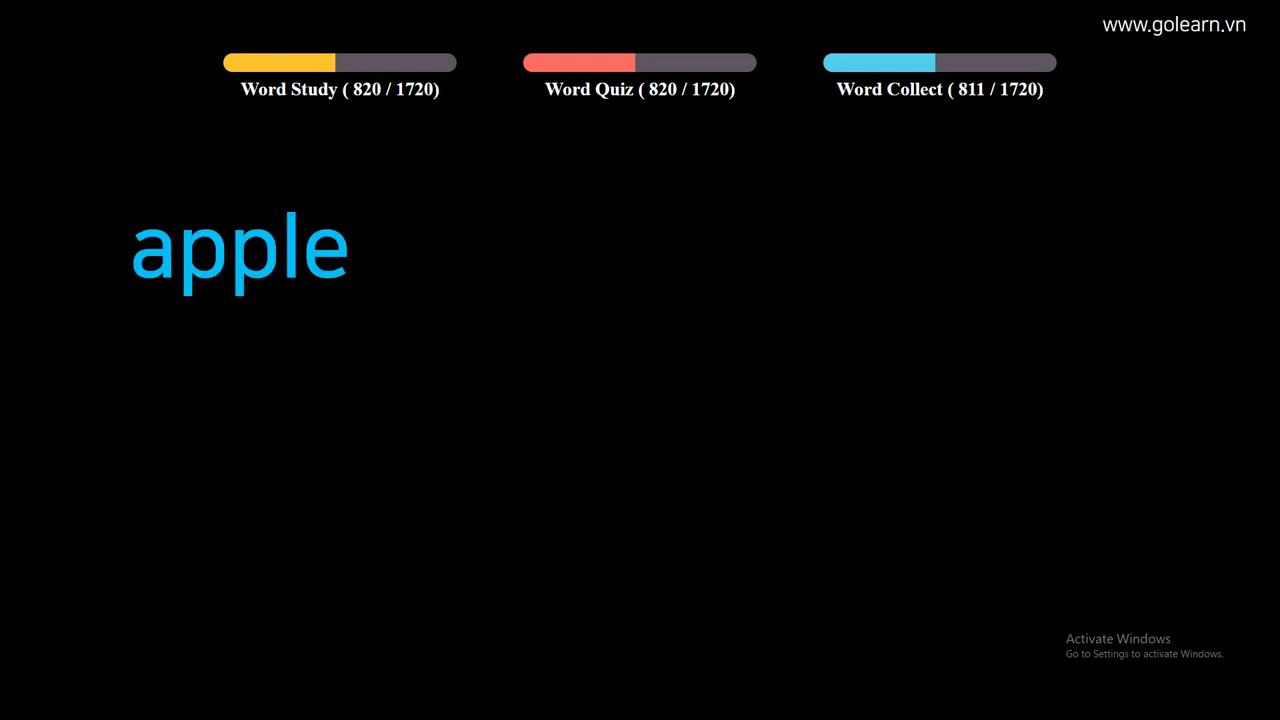 www.golearn.vn
Word Study ( 820 / 1720)
Word Quiz ( 820 / 1720)
Word Collect ( 811 / 1720)
apple
Activate Windows
Go to Settings to activate Windows.